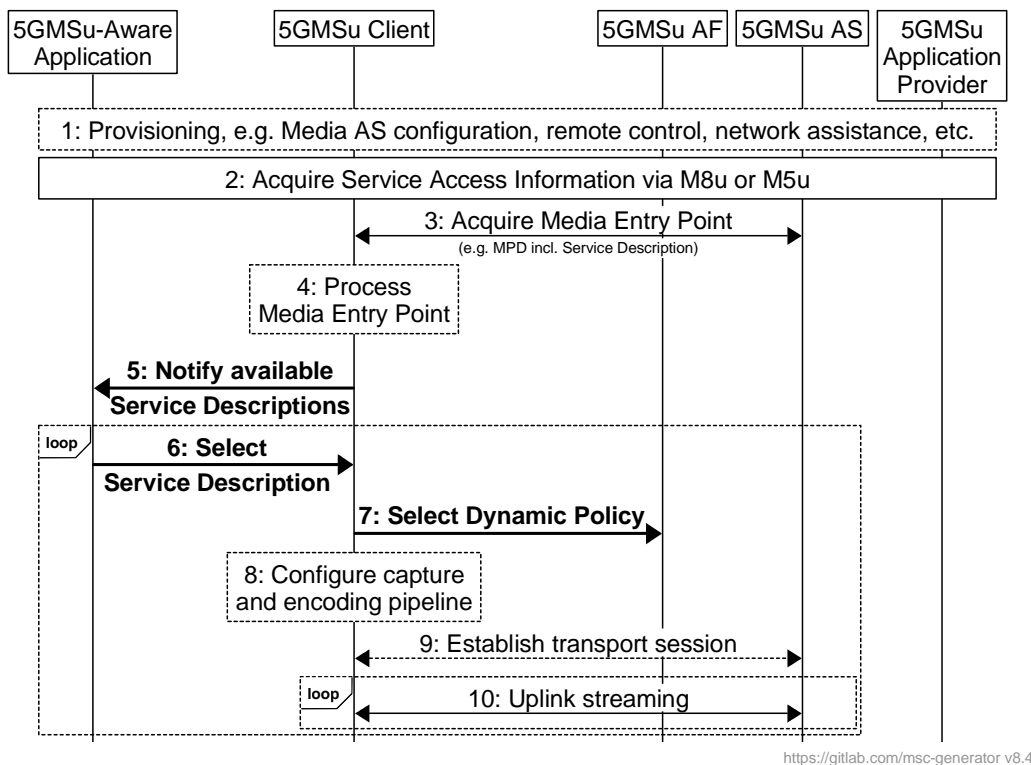 5GMSu-Aware
Application
5GMSu Client
5GMSu AF
5GMSu AS
5GMSu
Application
Provider
1: Provisioning, e.g. Media AS configuration, remote control, network assistance, etc.
2: Acquire Service Access Information via M8u or M5u
3: Acquire Media Entry Point
(e.g. MPD incl. Service Description)
4: Process
Media Entry Point
5: Notify available
Service Descriptions
loop
6: Select
Service Description
7: Select Dynamic Policy
8: Configure capture
and encoding pipeline
9: Establish transport session
loop
10: Uplink streaming
https://gitlab.com/msc-generator v8.4